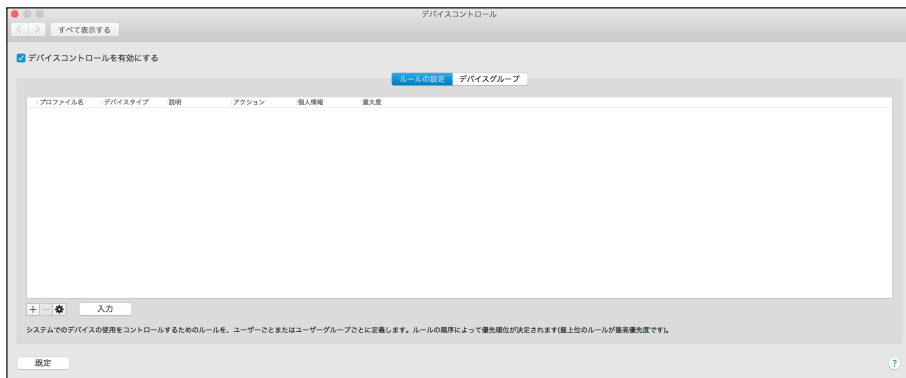 デバイスコントロール
すべて表示する
デバイスコントロールを有効にする
ルールの設定 デバイスグループ
プロファイル名 デバイスタイプ 説明 アクション 個人情報 重大度
+ − 入力
システムでのデバイスの使用をコントロールするためのルールを、ユーザーごとまたはユーザーグループごとに定義します。ルールの順序によって優先順位が決定されます(最上位のルールが最高優先度です)。
既定 ?